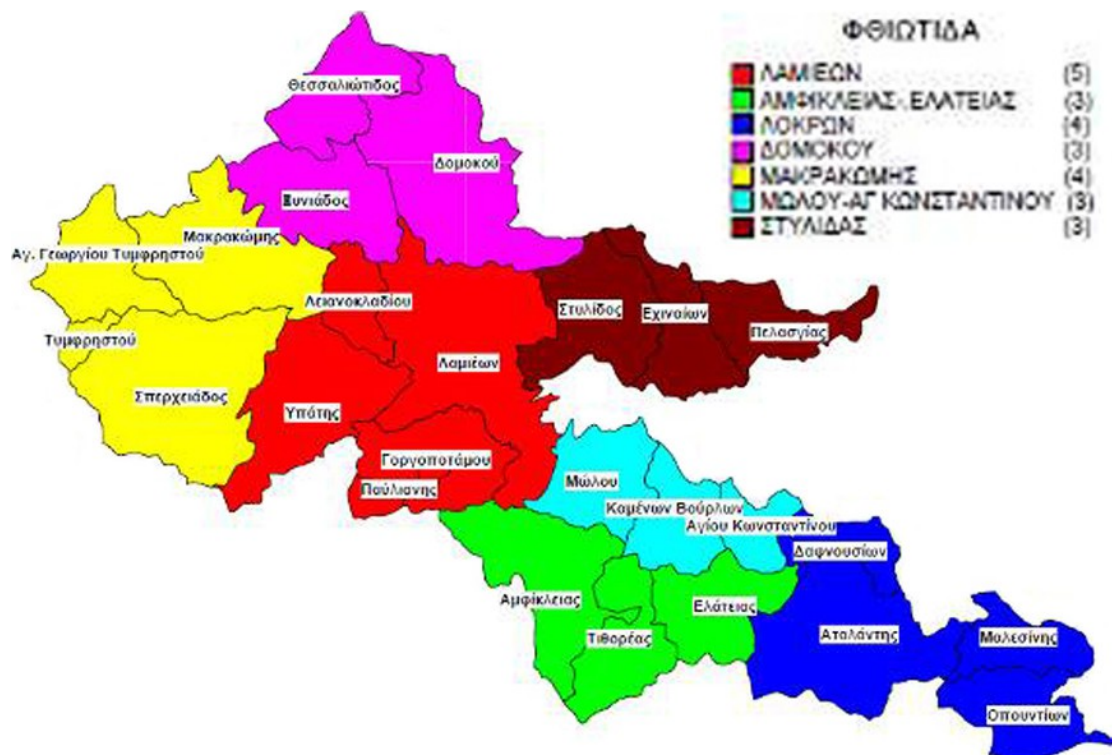 ΦΘΙΩΤΙΔΑ
ΛΑΜΙΕΩΝ (5)
ΑΜΦΙΚΛΕΙΑΣ-.ΕΛΑΤΕΙΑΣ (3)
ΛΟΚΡΩΝ (4)
ΔΟΜΟΚΟΥ (3)
ΜΑΚΡΑΚΩΜΗΣ (4)
ΜΩΛΟΥ-ΑΓ ΚΩΝΣΤΑΝΤΙΝΟΥ (3)
ΣΤΥΛΙΔΑΣ (3)
Θεσσαλιώτιδος
Δομοκού
Ξυνιάδος
Μακρακώμης
Αγ. Γεωργίου Τυμφρηστού
Λειανοκλαδίου
Στυλίδος
Εχιναίων
Πελασγίας
Τυμφρηστού
Λαμιέων
Σπερχειάδος
Υπάτης
Γοργοποτάμου
Παύλιανης
Μώλου
Καμένων Βούρλων
Αγίου Κωνσταντίνου
Δαφνουσίων
Αμφίκλειας
Ελάτειας
Τιθορέας
Αταλάντης
Μαλεσίνης
Οπουντίων